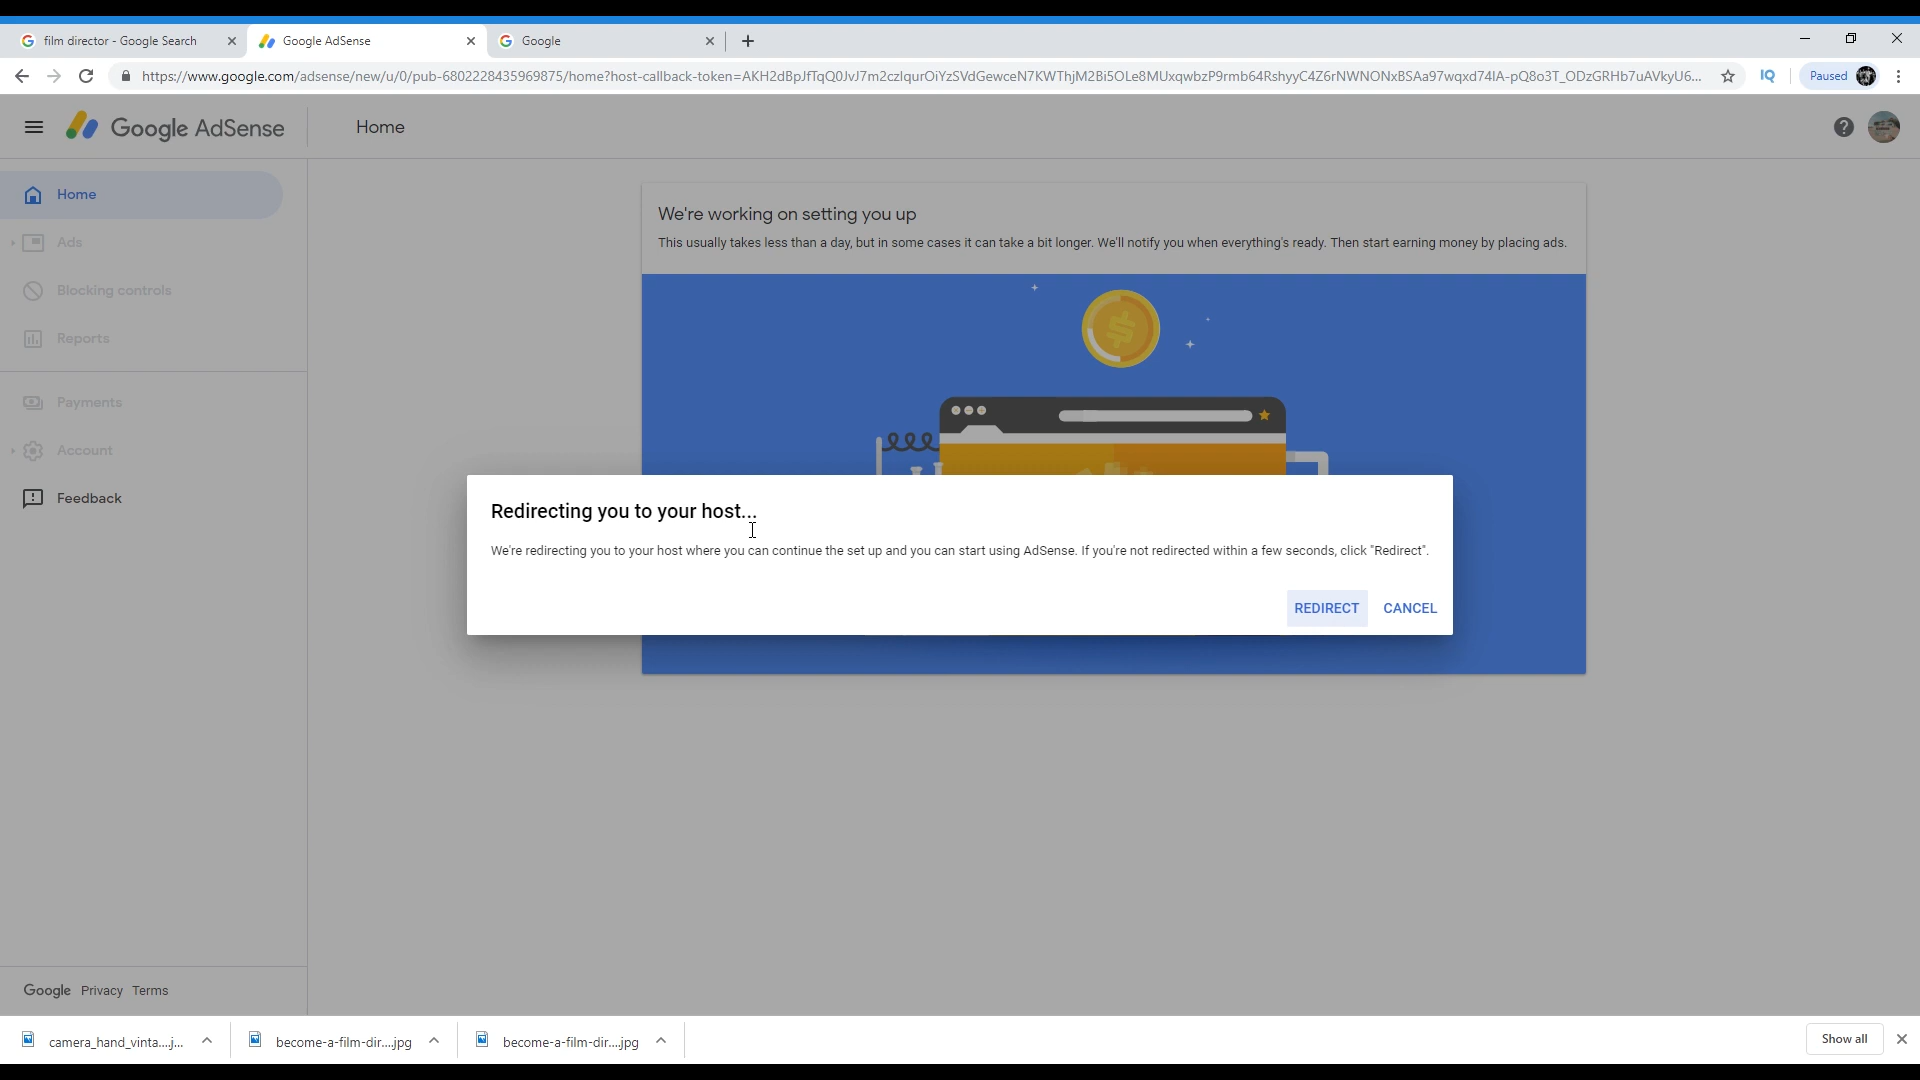 film director - Google Search
Google AdSense
Google
https://www.google.com/adsense/new/u/0/pub-6802228435969875/home?host-callback-token=AKH2dBpJfTqQ0JvJ7m2czIqurOiYzSVdGewceN7KWThjM2Bi5OLe8MUxqwbzP9rmb64RshyyC4Z6rNWNONxBSAa97wqxd74IA-pQ8o3T_ODzGRHb7uAVkyU6...
IQ
Paused
Google AdSense
Home
Home
Ads
Blocking controls
Reports
Payments
Account
Feedback
We're working on setting you up
This usually takes less than a day, but in some cases it can take a bit longer. We'll notify you when everything's ready. Then start earning money by placing ads.
Redirecting you to your host...
We're redirecting you to your host where you can continue the set up and you can start using AdSense. If you're not redirected within a few seconds, click "Redirect".
REDIRECT
CANCEL
Google Privacy Terms
camera_hand_vinta....j...
become-a-film-dir....jpg
become-a-film-dir....jpg
Show all